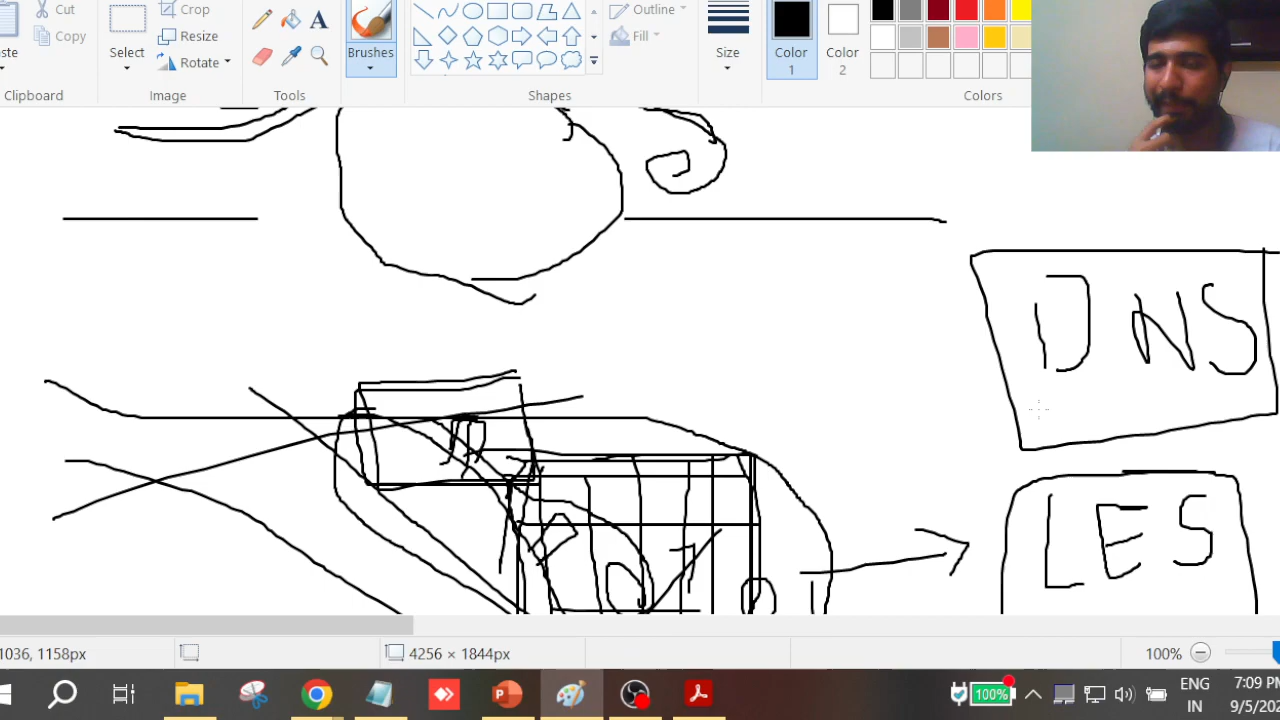 Cut
Crop
Outline
ste
Copy
Select
Resize
Rotate
A
Brushes
Fill
Size
Color
1
Color
2
Clipboard
Image
Tools
Shapes
Colors
DNS
LES
1036, 1158px
4256 × 1844px
100%
100%
ENG
IN
7:09 PM
9/5/202